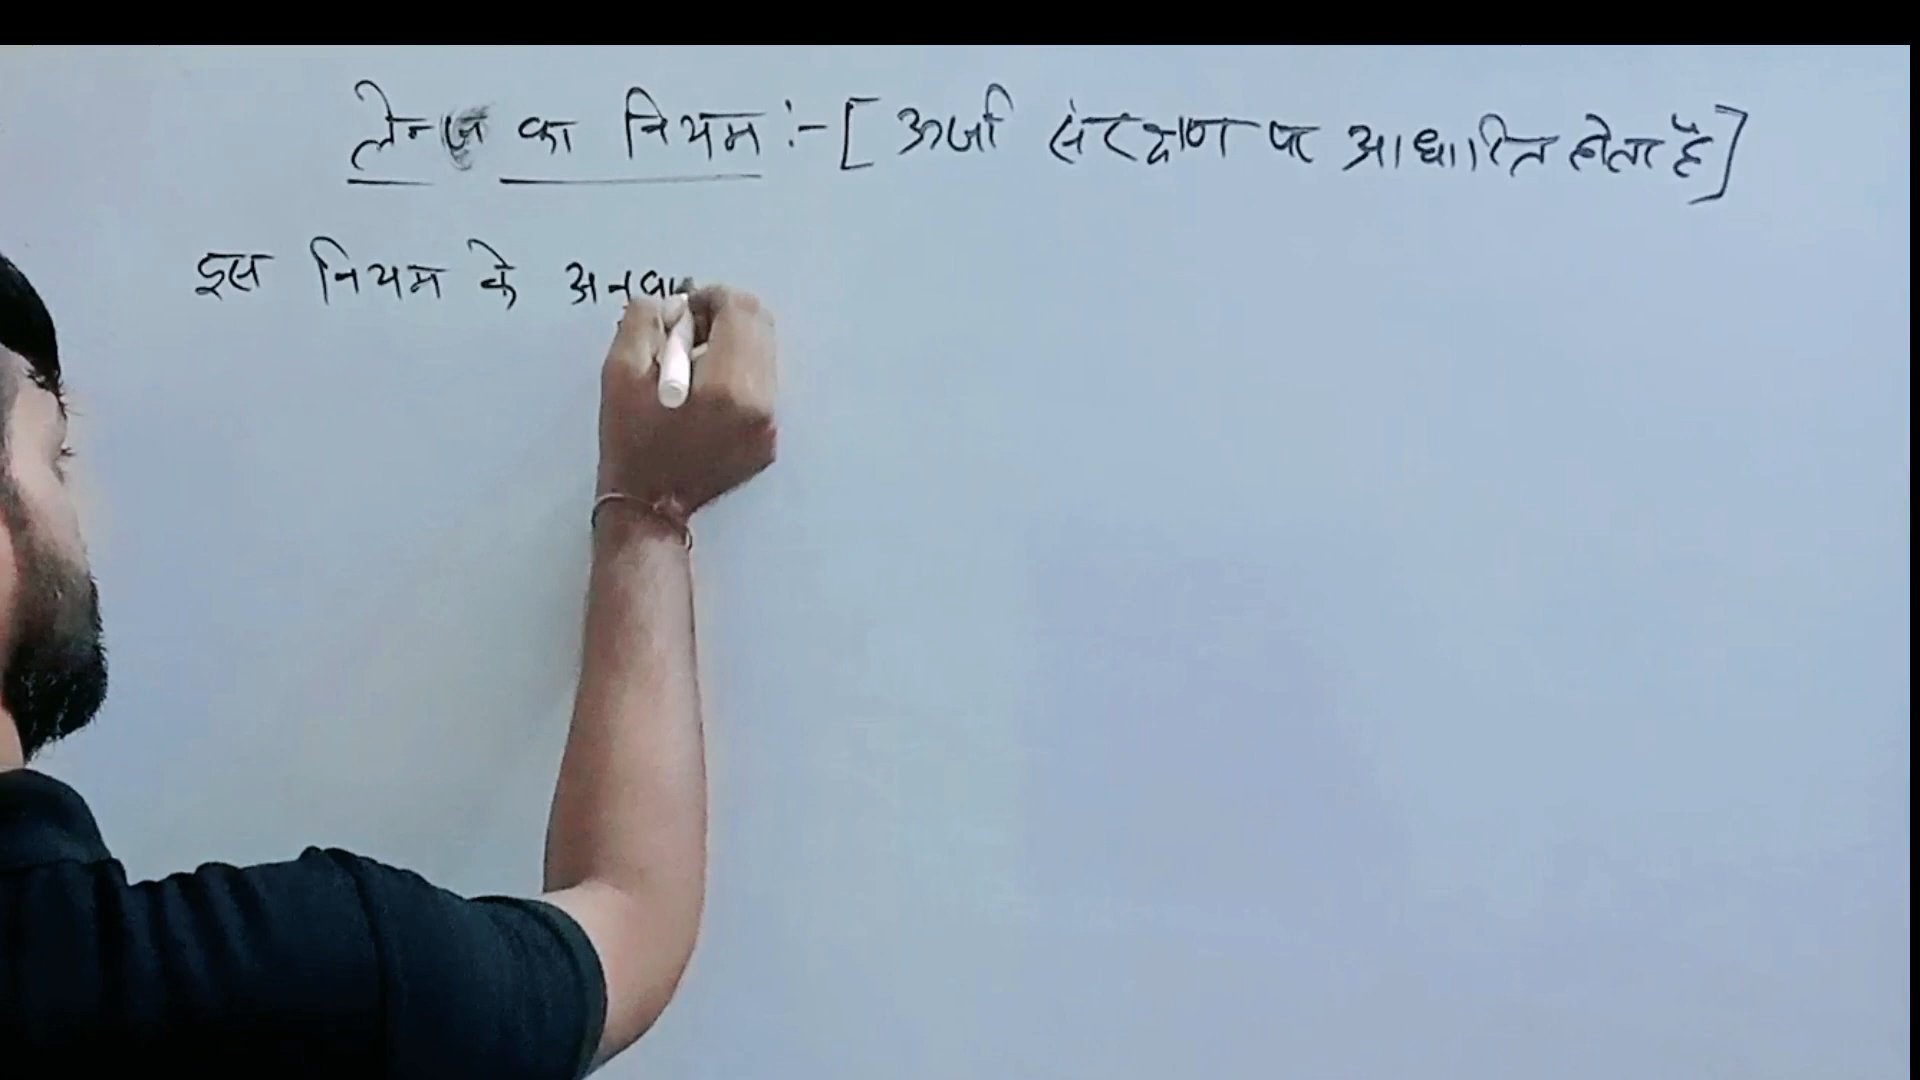 लेन्ज का नियम :- [ ऊर्जा संरक्षण पर आधारित होता है ]
इस नियम के